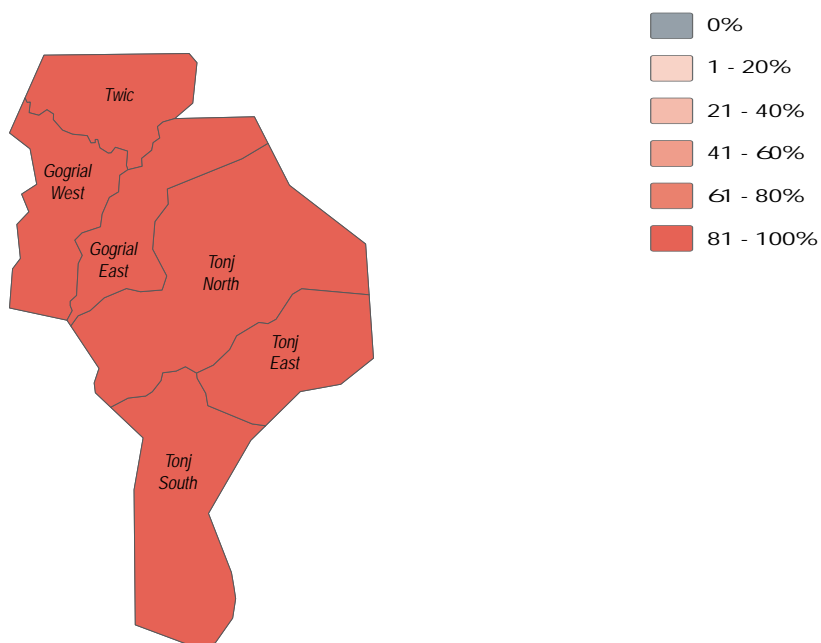 0%
1 - 20%
21 - 40%
41 - 60%
61 - 80%
81 - 100%
Twic
Gogrial
West
Gogrial
East
Tonj
North
Tonj
East
Tonj
South